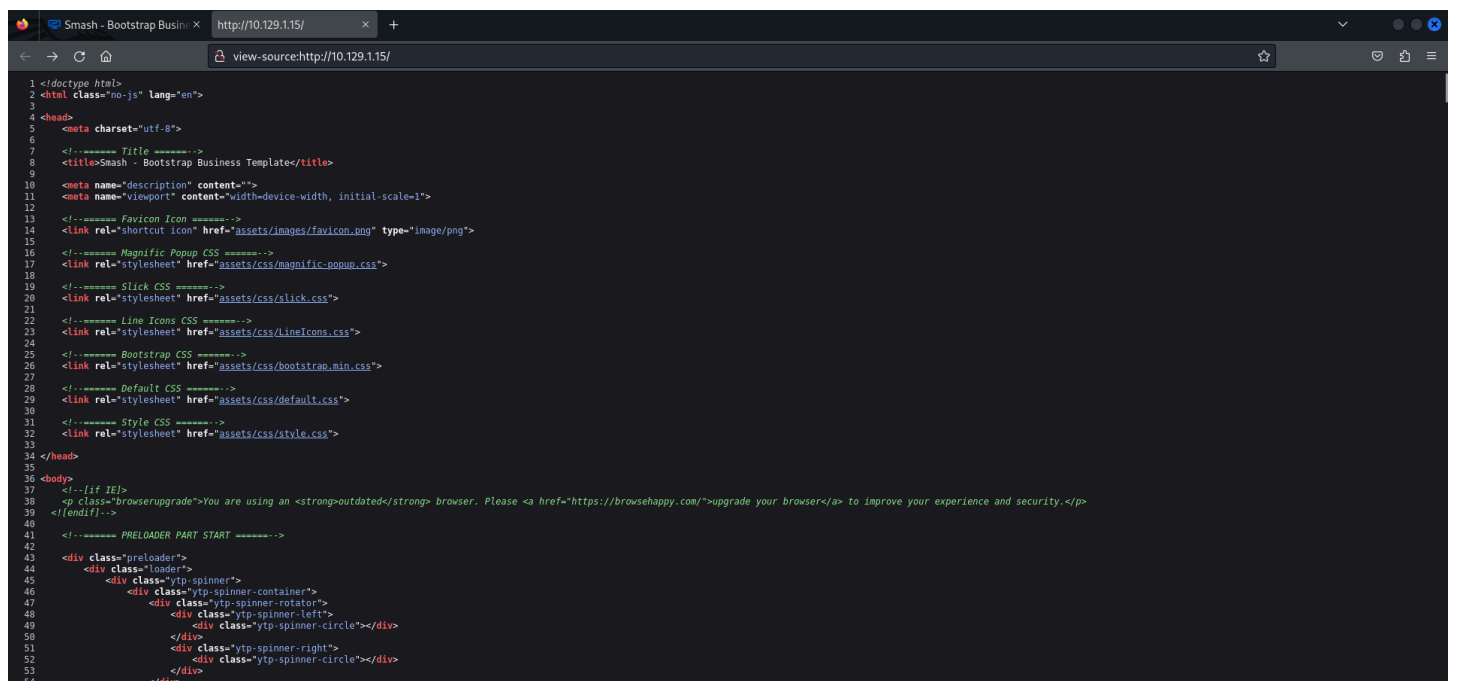 Smash - Bootstrap Busine
http://10.129.1.15/
view-source:http://10.129.1.15/
1 <!doctype html>
2 <html class="no-js" lang="en">
3
4 <head>
5 <meta charset="utf-8">
6
7 <!--====== Title ======-->
8 <title>Smash - Bootstrap Business Template</title>
9
10 <meta name="description" content="">
11 <meta name="viewport" content="width=device-width, initial-scale=1">
12
13 <!--====== Favicon Icon ======-->
14 <link rel="shortcut icon" href="assets/images/favicon.png" type="image/png">
15
16 <!--====== Magnific Popup CSS ======-->
17 <link rel="stylesheet" href="assets/css/magnific-popup.css">
18
19 <!--====== Slick CSS ======-->
20 <link rel="stylesheet" href="assets/css/slick.css">
21
22 <!--====== Line Icons CSS ======-->
23 <link rel="stylesheet" href="assets/css/LineIcons.css">
24
25 <!--====== Bootstrap CSS ======-->
26 <link rel="stylesheet" href="assets/css/bootstrap.min.css">
27
28 <!--====== Default CSS ======-->
29 <link rel="stylesheet" href="assets/css/default.css">
30
31 <!--====== Style CSS ======-->
32 <link rel="stylesheet" href="assets/css/style.css">
33
34 </head>
35
36 <body>
37 <!--[if IE]>
38 <p class="browserupgrade">You are using an <strong>outdated</strong> browser. Please <a href="https://browsehappy.com/">upgrade your browser</a> to improve your experience and security.</p>
39 <![endif]-->
40
41 <!--====== PRELOADER PART START ======-->
42
43 <div class="preloader">
44 <div class="loader">
45 <div class="ytp-spinner">
46 <div class="ytp-spinner-container">
47 <div class="ytp-spinner-rotator">
48 <div class="ytp-spinner-left">
49 <div class="ytp-spinner-circle"></div>
50 </div>
51 <div class="ytp-spinner-right">
52 <div class="ytp-spinner-circle"></div>
53 </div>